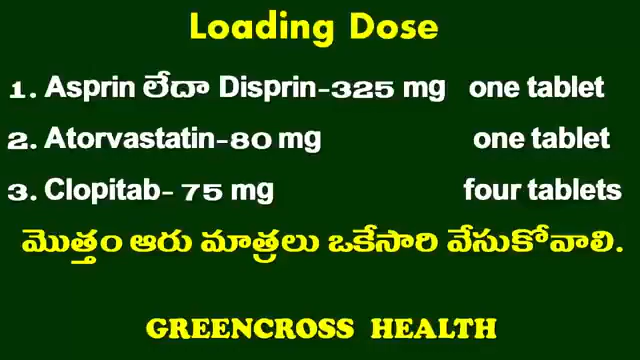 Loading Dose
1. Asprin లేదా Disprin-325 mg one tablet
2. Atorvastatin-80 mg one tablet
3. Clopitab- 75 mg four tablets
మొత్తం ఆరు మాత్రలు ఒకేసారి వేసుకోవాలి.
GREENCROSS HEALTH